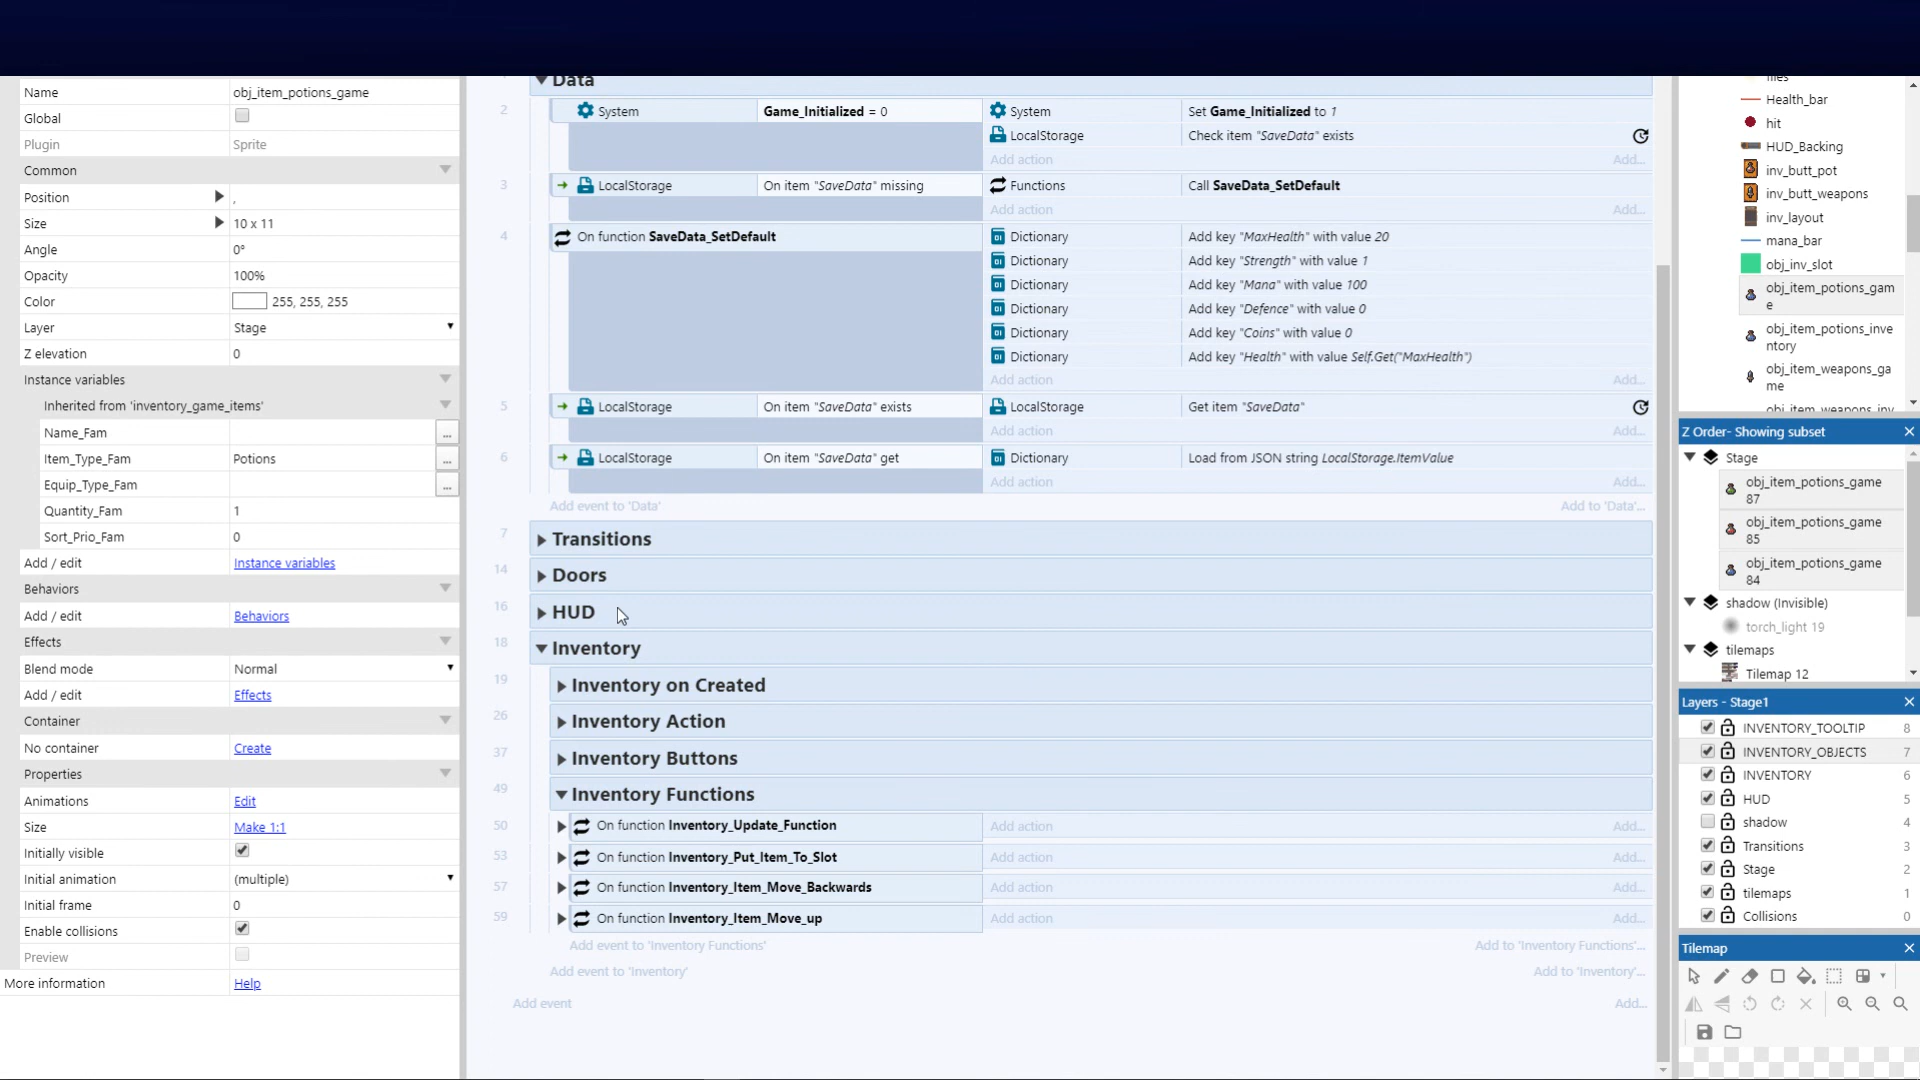 Name obj_item_potions_game
Global
Plugin Sprite
Common
Position ,
Size 10 x 11
Angle 0°
Opacity 100%
Color 255, 255, 255
Layer Stage
Z elevation 0
Instance variables
Inherited from 'inventory_game_items'
Name_Fam ...
Item_Type_Fam Potions ...
Equip_Type_Fam ...
Quantity_Fam 1
Sort_Prio_Fam 0
Add / edit Instance variables
Behaviors
Add / edit Behaviors
Effects
Blend mode Normal
Add / edit Effects
Container
No container Create
Properties
Animations Edit
Size Make 1:1
Initially visible
Initial animation (multiple)
Initial frame 0
Enable collisions
Preview
More information Help
Data
2 System Game_Initialized = 0 System Set Game_Initialized to 1
LocalStorage Check item "SaveData" exists
Add action Add...
3 LocalStorage On item "SaveData" missing Functions Call SaveData_SetDefault
Add action Add...
4 On function SaveData_SetDefault Dictionary Add key "MaxHealth" with value 20
Dictionary Add key "Strength" with value 1
Dictionary Add key "Mana" with value 100
Dictionary Add key "Defence" with value 0
Dictionary Add key "Coins" with value 0
Dictionary Add key "Health" with value Self.Get("MaxHealth")
Add action Add...
5 LocalStorage On item "SaveData" exists LocalStorage Get item "SaveData"
Add action Add...
6 LocalStorage On item "SaveData" get Dictionary Load from JSON string LocalStorage.ItemValue
Add action Add...
Add event to 'Data' Add to 'Data'...
7 Transitions
14 Doors
16 HUD
18 Inventory
19 Inventory on Created
26 Inventory Action
37 Inventory Buttons
49 Inventory Functions
50 On function Inventory_Update_Function Add action Add...
53 On function Inventory_Put_Item_To_Slot Add action Add...
57 On function Inventory_Item_Move_Backwards Add action Add...
59 On function Inventory_Item_Move_up Add action Add...
Add event to 'Inventory Functions' Add to 'Inventory Functions'...
Add event to 'Inventory' Add to 'Inventory'...
Add event Add...
Health_bar
hit
HUD_Backing
inv_butt_pot
inv_butt_weapons
inv_layout
mana_bar
obj_inv_slot
obj_item_potions_gam
e
obj_item_potions_inve
ntory
obj_item_weapons_ga
me
obj_item_weapons_inv
Z Order- Showing subset
Stage
obj_item_potions_game
87
obj_item_potions_game
85
obj_item_potions_game
84
shadow (Invisible)
torch_light 19
tilemaps
Tilemap 12
Layers - Stage1
INVENTORY_TOOLTIP 8
INVENTORY_OBJECTS 7
INVENTORY 6
HUD 5
shadow 4
Transitions 3
Stage 2
tilemaps 1
Collisions 0
Tilemap